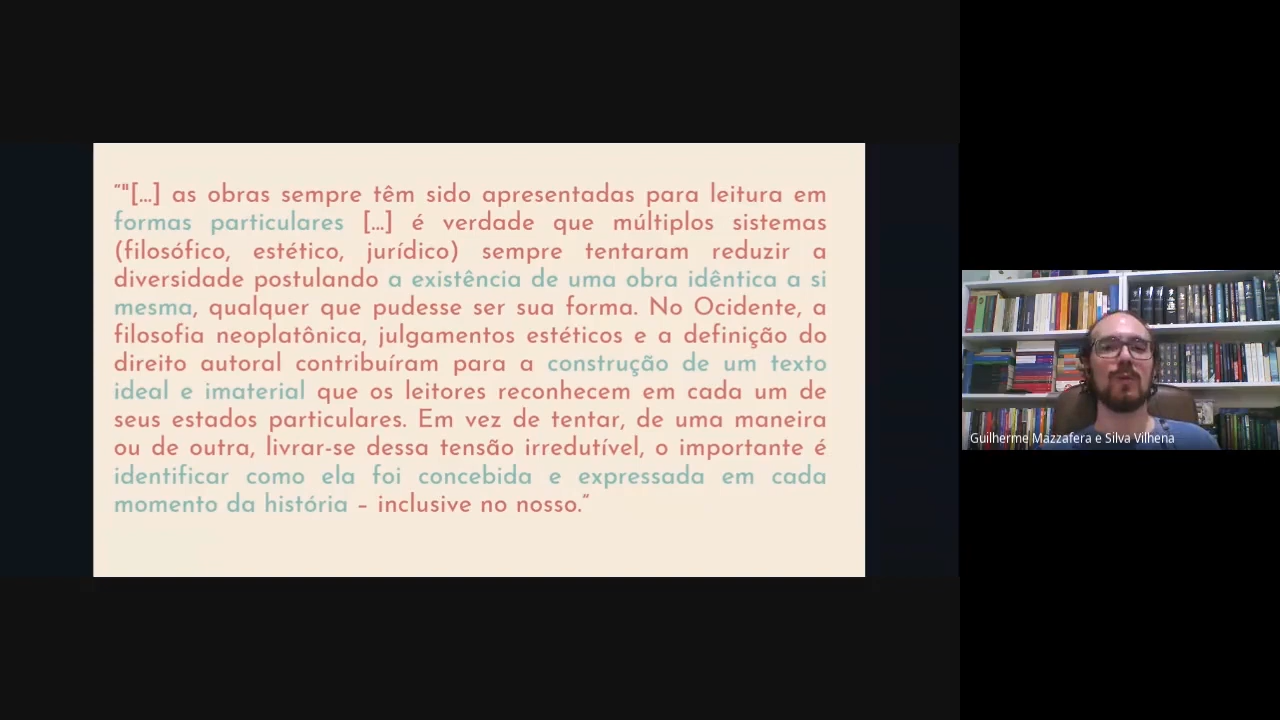 “"[...] as obras sempre têm sido apresentadas para leitura em
formas particulares [...] é verdade que múltiplos sistemas
(filosófico, estético, jurídico) sempre tentaram reduzir a
diversidade postulando a existência de uma obra idêntica a si
mesma, qualquer que pudesse ser sua forma. No Ocidente, a
filosofia neoplatônica, julgamentos estéticos e a definição do
direito autoral contribuíram para a construção de um texto
ideal e imaterial que os leitores reconhecem em cada um de
seus estados particulares. Em vez de tentar, de uma maneira
ou de outra, livrar-se dessa tensão irredutível, o importante é
identificar como ela foi concebida e expressada em cada
momento da história – inclusive no nosso.”
Guilherme Mazzafera e Silva Vilhena